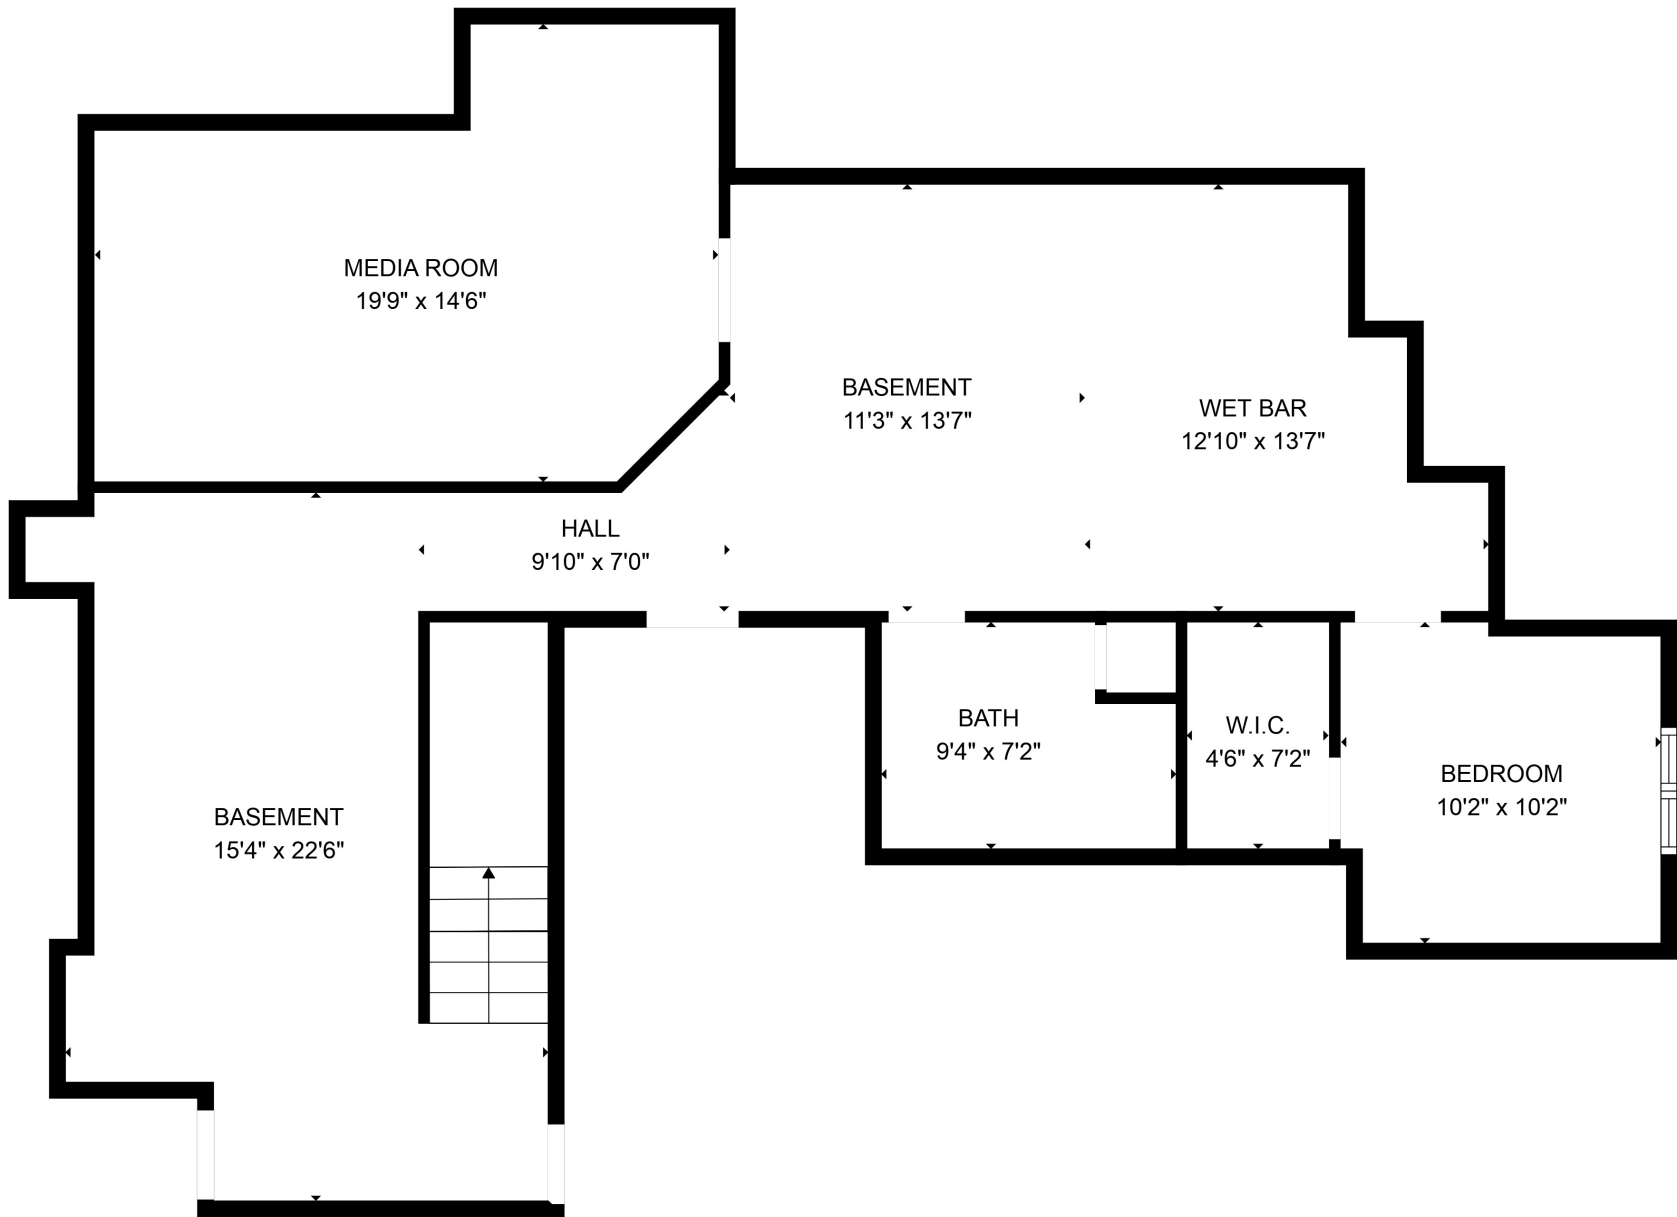 MEDIA ROOM
19'9" x 14'6"
BASEMENT
11'3" x 13'7"
WET BAR
12'10" x 13'7"
HALL
9'10" x 7'0"
BATH
9'4" x 7'2"
W.I.C.
4'6" x 7'2"
BEDROOM
10'2" x 10'2"
BASEMENT
15'4" x 22'6"